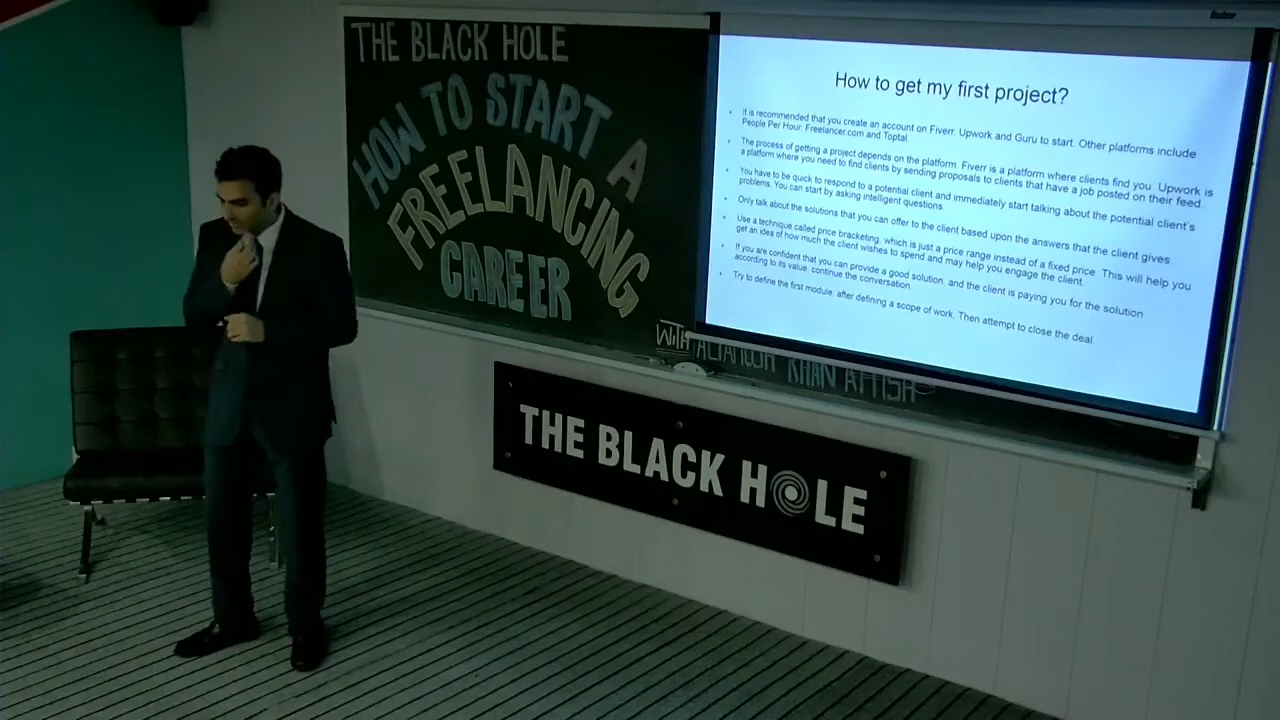 THE BLACK HOLE
HOW TO START A
FREELANCING
CAREER
WITH ALTAMUSH KHAN ATTISH
How to get my first project?
It is recommended that you create an account on Fiverr, Upwork and Guru to start. Other platforms include
People Per Hour, Freelancer.com and Toptal
The process of getting a project depends on the platform. Fiverr is a platform where clients find you. Upwork is
a platform where you need to find clients by sending proposals to clients that have a job posted on their feed
You have to be quick to respond to a potential client and immediately start talking about the potential client's
problems. You can start by asking intelligent questions.
Only talk about the solutions that you can offer to the client based upon the answers that the client gives
Use a technique called price bracketing, which is just a price range instead of a fixed price. This will help you
get an idea of how much the client wishes to spend and may help you engage the client.
If you are confident that you can provide a good solution, and the client is paying you for the solution
according to its value, continue the conversation
Try to define the first module, after defining a scope of work. Then attempt to close the deal.
THE BLACK HOLE